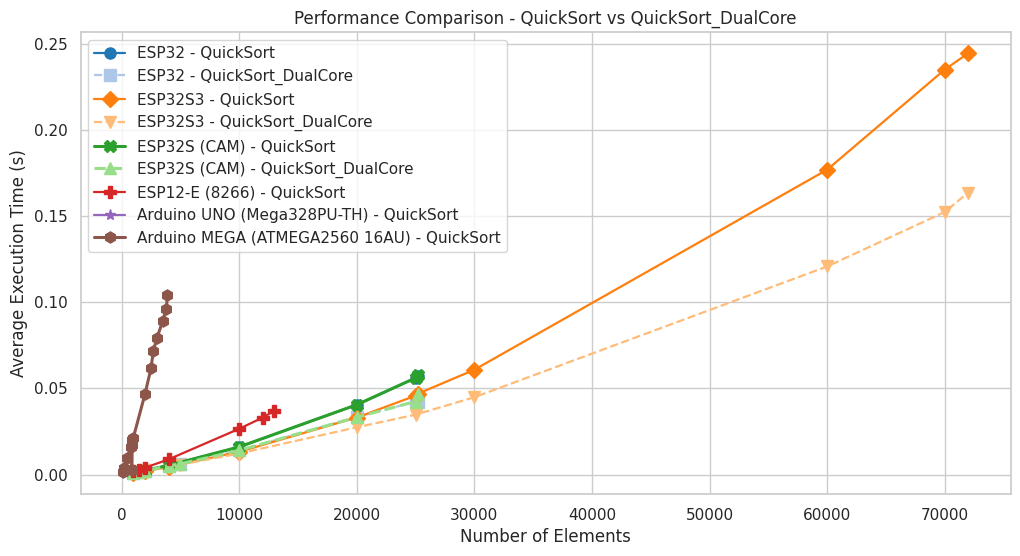 Performance Comparison - QuickSort vs QuickSort_DualCore
ESP32 - QuickSort
ESP32 - QuickSort_DualCore
ESP32S3 - QuickSort
ESP32S3 - QuickSort_DualCore
ESP32S (CAM) - QuickSort
ESP32S (CAM) - QuickSort_DualCore
ESP12-E (8266) - QuickSort
Arduino UNO (Mega328PU-TH) - QuickSort
Arduino MEGA (ATMEGA2560 16AU) - QuickSort
Average Execution Time (s)
0.25
0.20
0.15
0.10
0.05
0.00
0 10000 20000 30000 40000 50000 60000 70000
Number of Elements